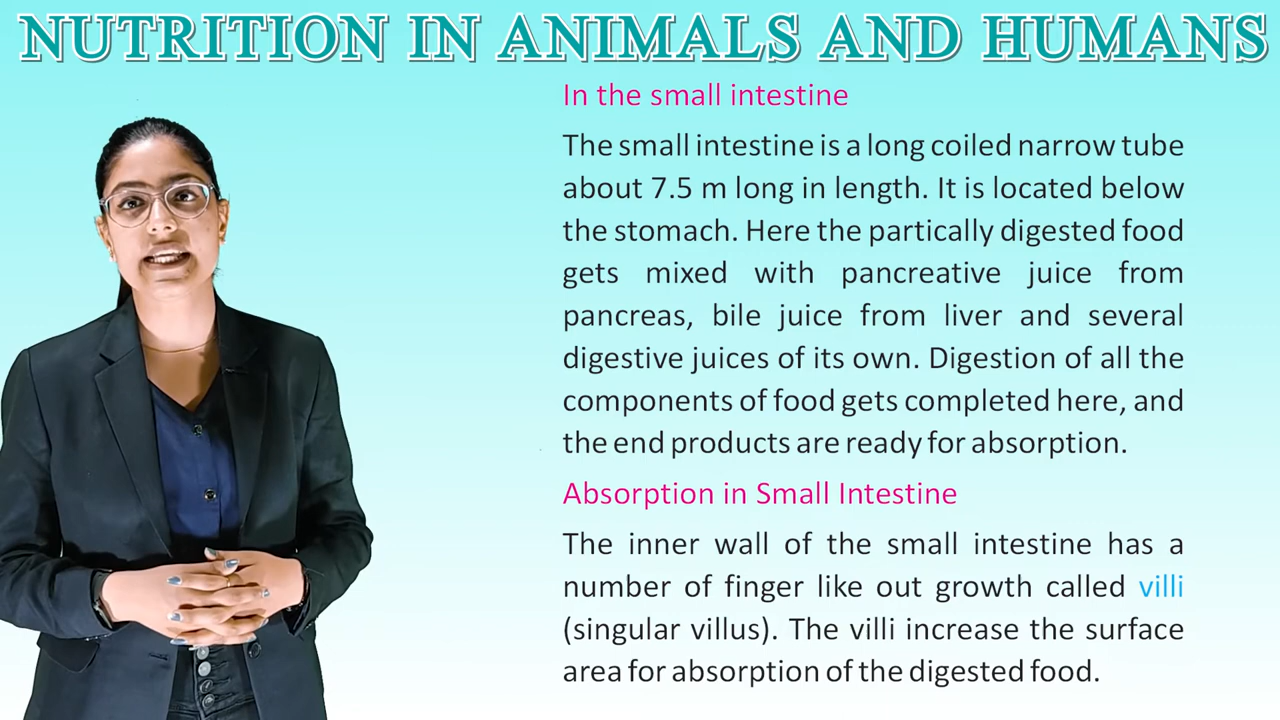 NUTRITION IN ANIMALS AND HUMANS
In the small intestine
The small intestine is a long coiled narrow tube
about 7.5 m long in length. It is located below
the stomach. Here the partically digested food
gets mixed with pancreative juice from
pancreas, bile juice from liver and several
digestive juices of its own. Digestion of all the
components of food gets completed here, and
the end products are ready for absorption.
Absorption in Small Intestine
The inner wall of the small intestine has a
number of finger like out growth called villi
(singular villus). The villi increase the surface
area for absorption of the digested food.